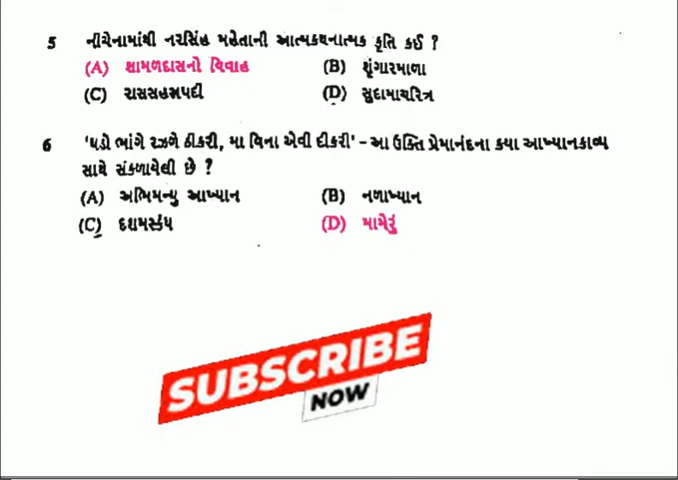 5 નીચેનામાંથી નરસિંહ મહેતાની આત્મકથનાત્મક કૃતિ કઈ ?
(A) શામળદાસનો વિવાહ (B) શૃંગારમાળા
(C) રાસસહસ્રપદી (D) સુદામાચરિત્ર
6 'ઘડો ભાંગે રઝળે ઠીકરી, મા વિના એવી દીકરી' - આ ઉક્તિ પ્રેમાનંદના કયા આખ્યાનકાવ્ય
સાથે સંકળાયેલી છે ?
(A) અભિમન્યુ આખ્યાન (B) નળાખ્યાન
(C) દશમસ્કંધ (D) મામેરું
SUBSCRIBE
NOW